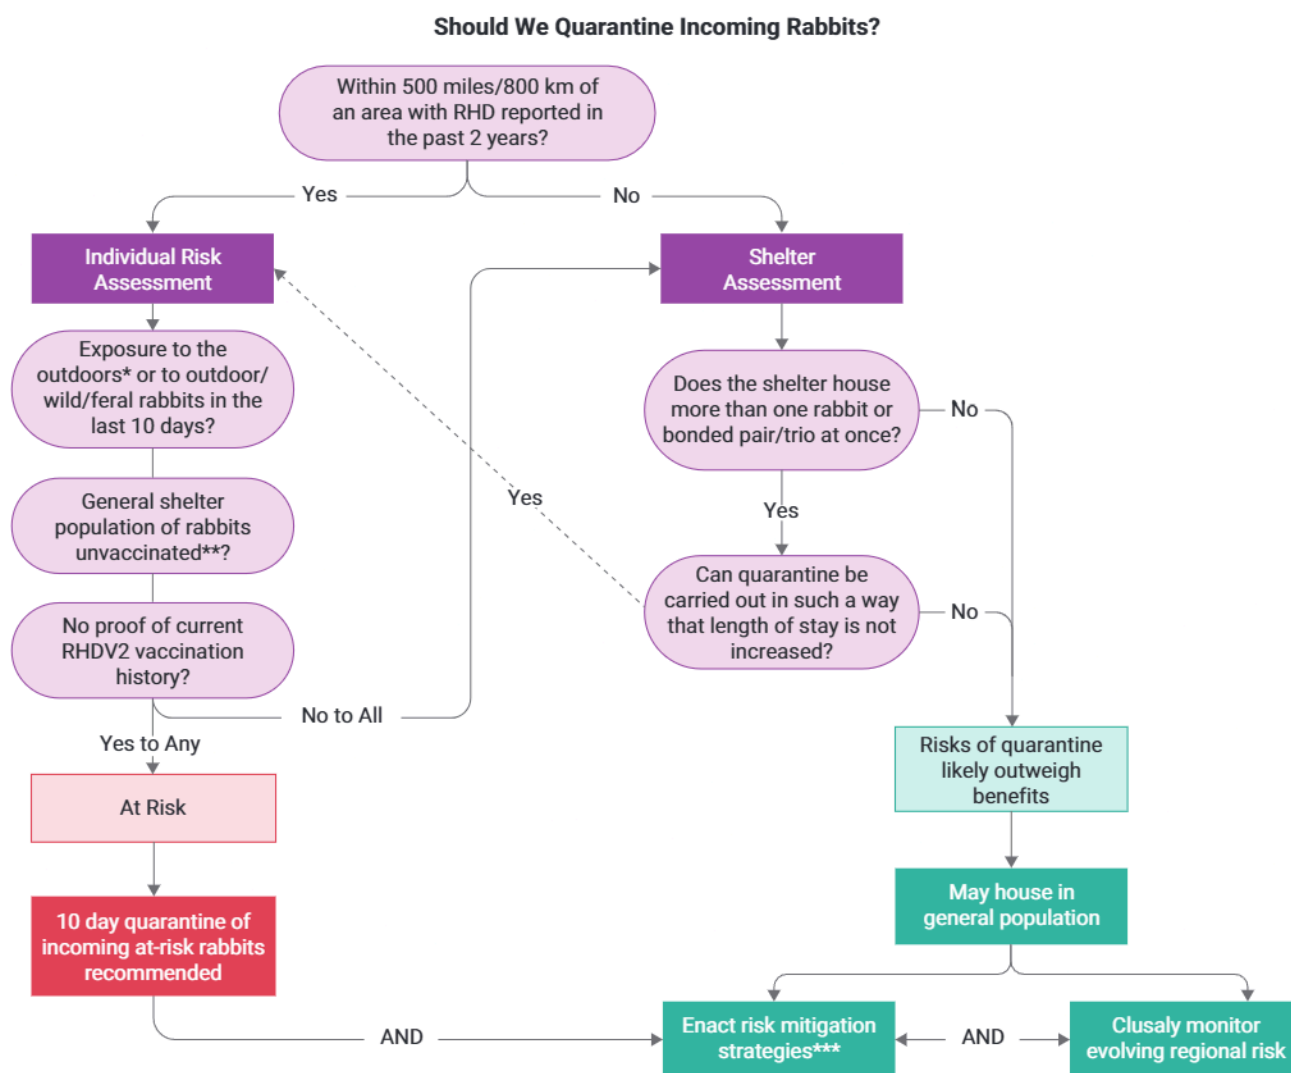 Should We Quarantine Incoming Rabbits?
Within 500 miles/800 km of
an area with RHD reported in
the past 2 years?
Yes
No
Individual Risk
Assessment
Shelter
Assessment
Exposure to the
outdoors* or to outdoor/
wild/feral rabbits in the
last 10 days?
Does the shelter house
more than one rabbit or
bonded pair/trio at once?
No
General shelter
population of rabbits
unvaccinated**?
Yes
Yes
No proof of current
RHDV2 vaccination
history?
Can quarantine be
carried out in such a way
that length of stay is not
increased?
No
No to All
Yes to Any
At Risk
Risks of quarantine
likely outweigh
benefits
10 day quarantine of
incoming at-risk rabbits
recommended
May house in
general population
AND
Enact risk mitigation
strategies***
AND
Clusaly monitor
evolving regional risk